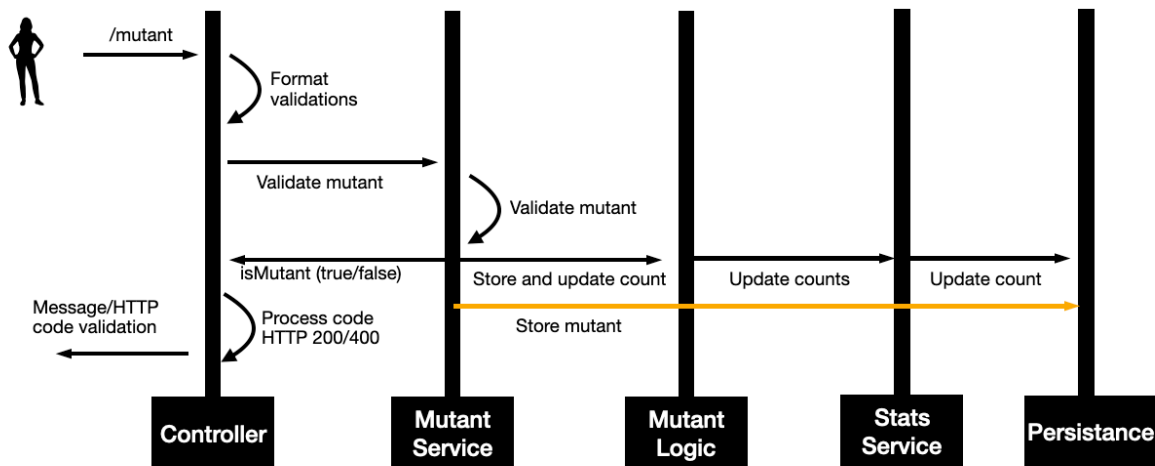 /mutant
Format
validations
Validate mutant
Validate mutant
isMutant (true/false)
Store and update count
Update counts
Update count
Message/HTTP
code validation
Process code
HTTP 200/400
Store mutant
Controller
Mutant
Service
Mutant
Logic
Stats
Service
Persistance